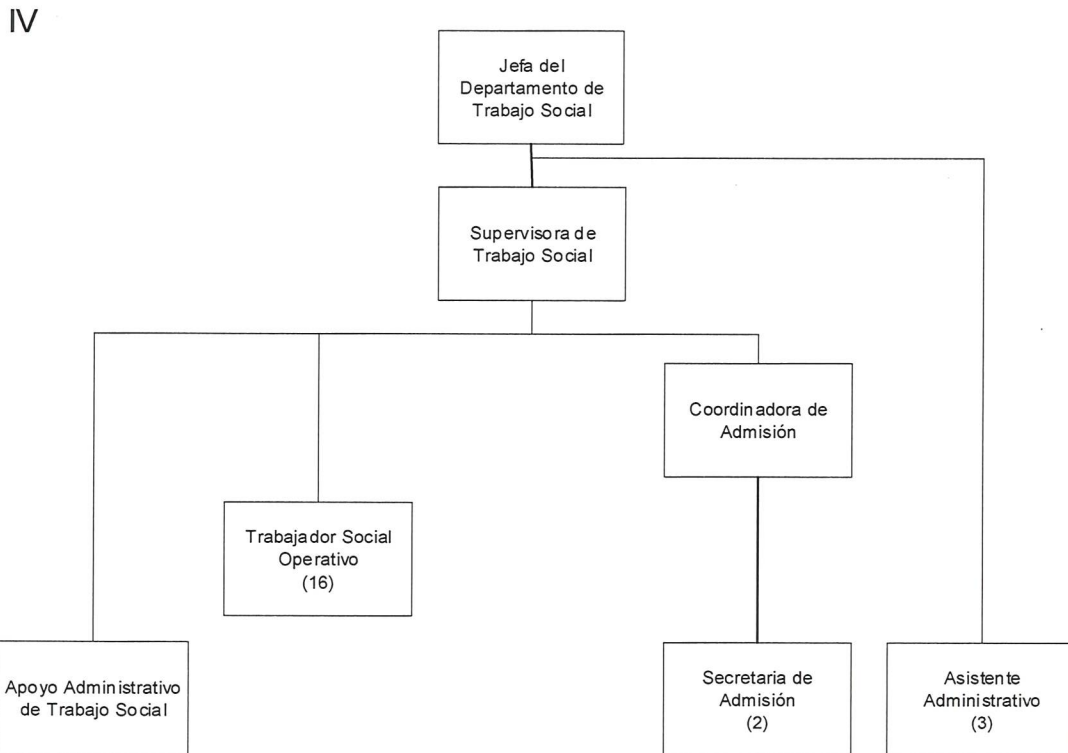 IV
Jefa del
Departamento de
Trabajo Social
Supervisora de
Trabajo Social
Coordinadora de
Admisión
Trabajador Social
Operativo
(16)
Apoyo Administrativo
de Trabajo Social
Secretaria de
Admisión
(2)
Asistente
Administrativo
(3)